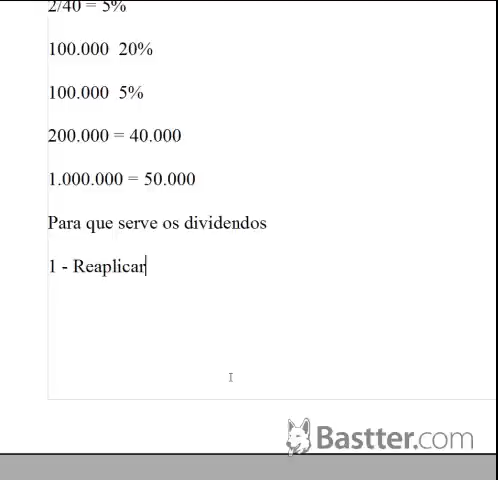 2/40 = 5%
100.000  20%
100.000  5%
200.000 = 40.000
1.000.000 = 50.000
Para que serve os dividendos
1 - Reaplicar
Bastter.com